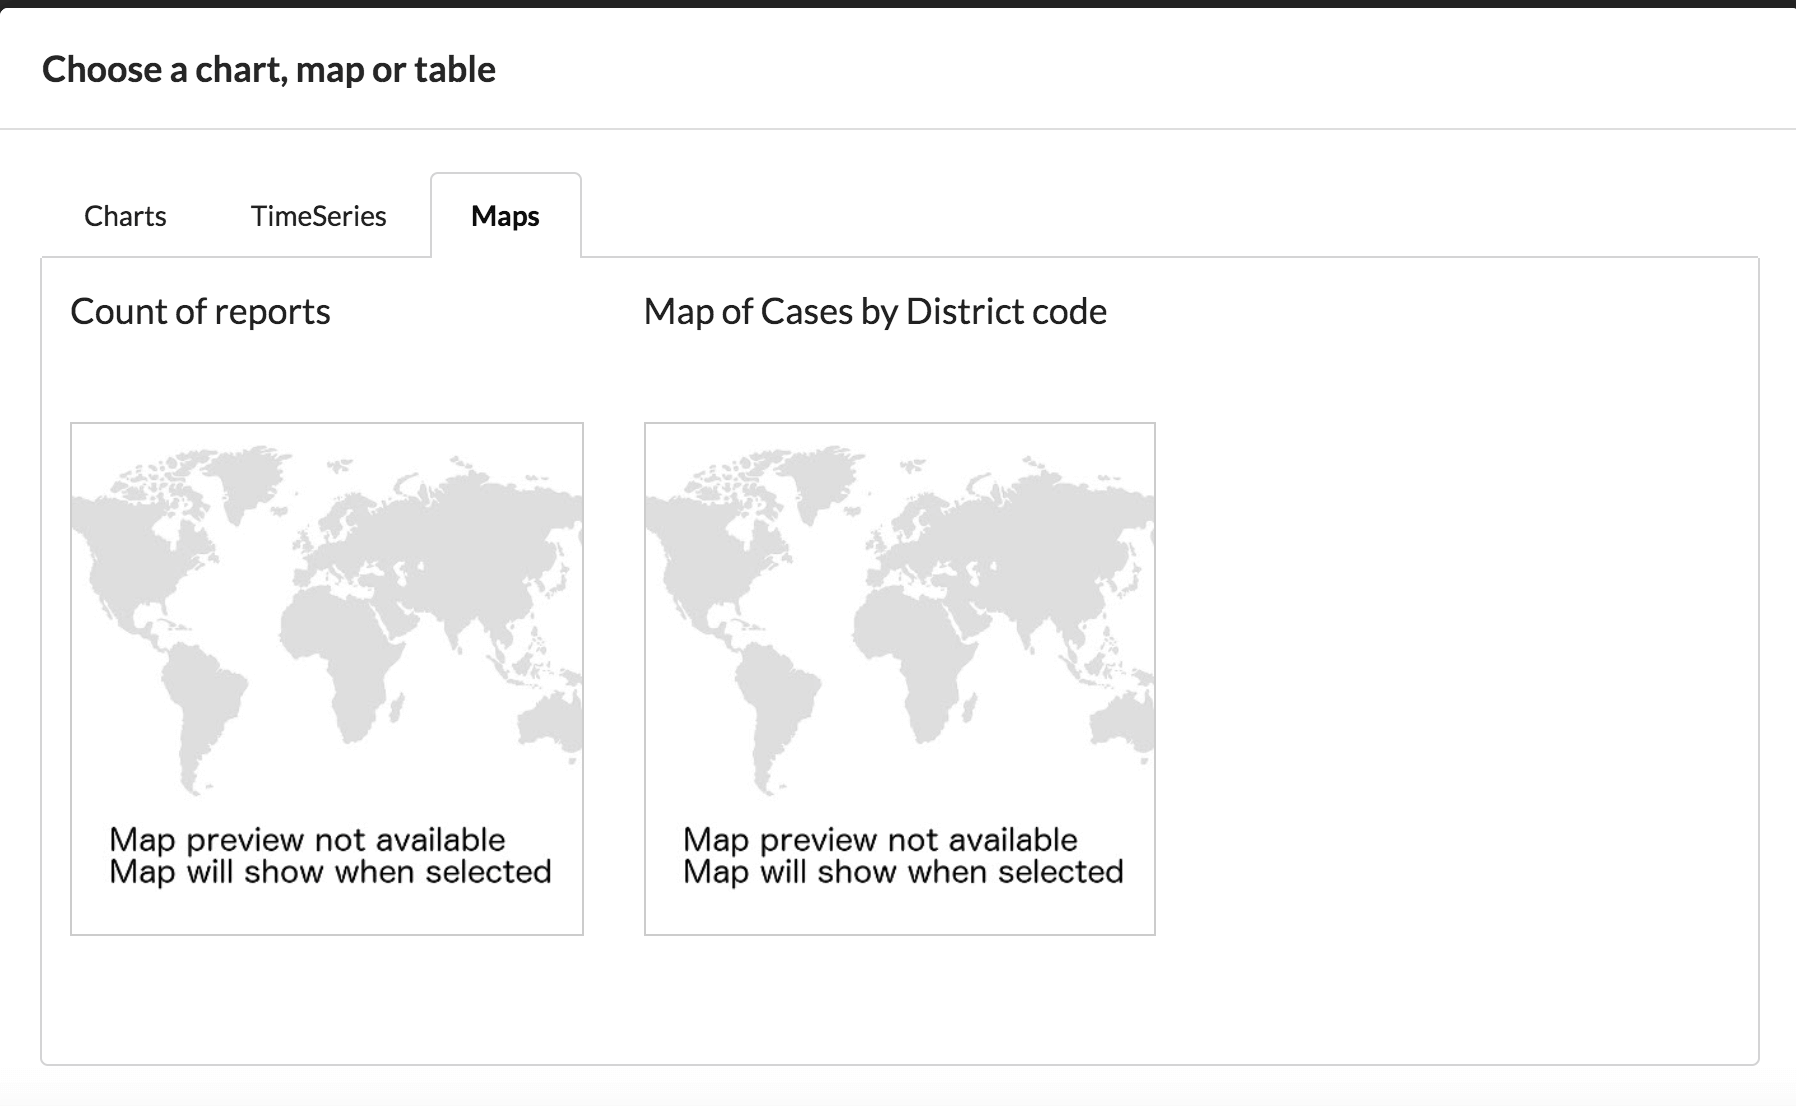 Choose a chart, map or table
Charts
TimeSeries
Maps
Count of reports
Map of Cases by District code
Map preview not available
Map will show when selected
Map preview not available
Map will show when selected